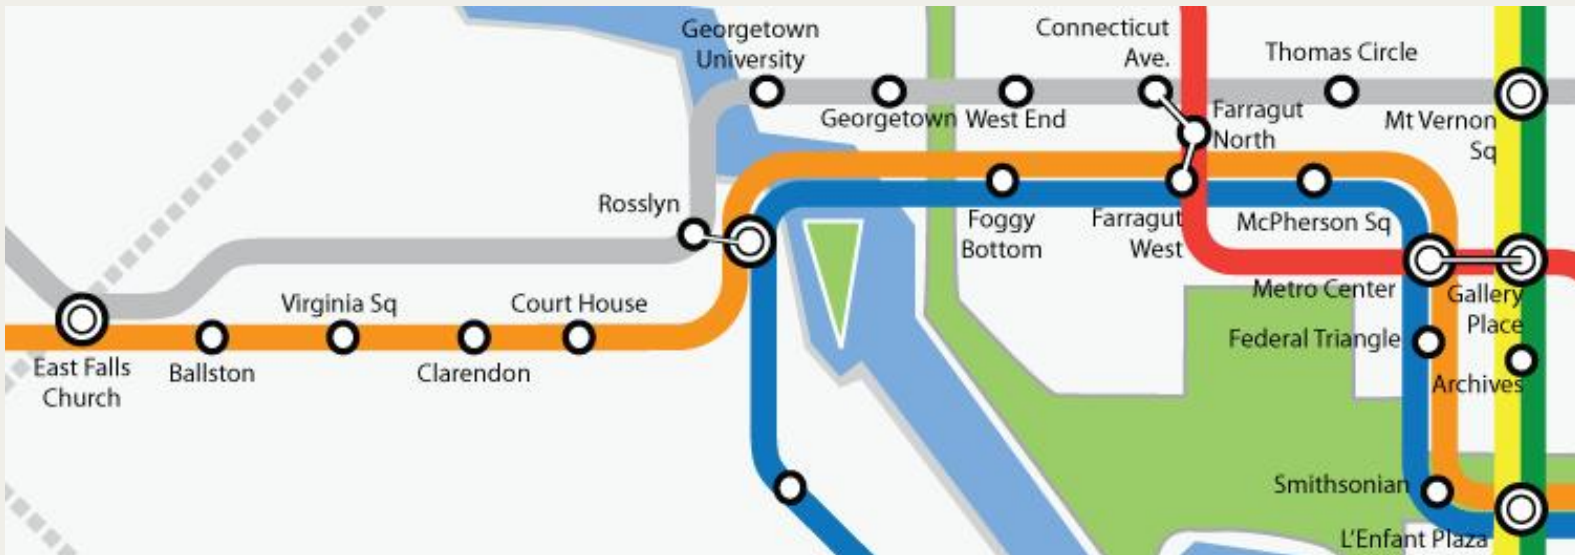 Georgetown
University
Connecticut
Ave.
Thomas Circle
Georgetown
West End
Farragut
North
Mt Vernon
Sq
Rosslyn
Foggy
Bottom
Farragut
West
McPherson Sq
Metro Center
Gallery
Place
Virginia Sq
Court House
Federal Triangle
East Falls
Church
Ballston
Clarendon
Archives
Smithsonian
L'Enfant Plaza